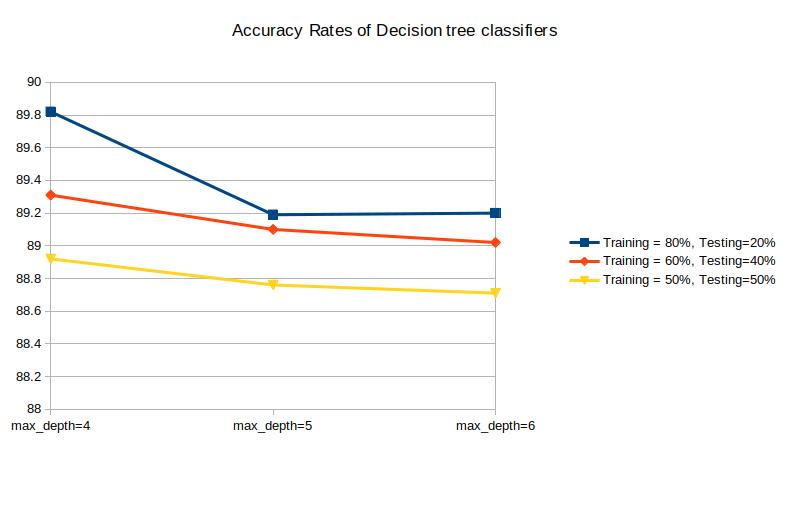 Accuracy Rates of Decision tree classifiers
90
89.8
89.6
89.4
89.2
89
88.8
88.6
88.4
88.2
88
max_depth=4 max_depth=5 max_depth=6
Training = 80%, Testing=20%
Training = 60%, Testing=40%
Training = 50%, Testing=50%